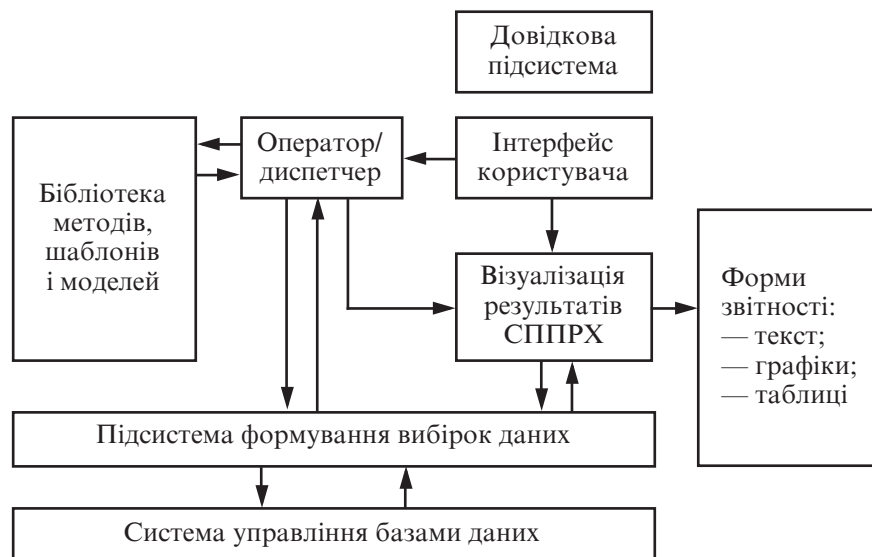 Довідкова
підсистема
Бібліотека
методів,
шаблонів
і моделей
Оператор/
диспетчер
Інтерфейс
користувача
Візуалізація
результатів
СППРХ
Форми
звітності:
— текст;
— графіки;
— таблиці
Підсистема формування вибірок даних
Система управління базами даних